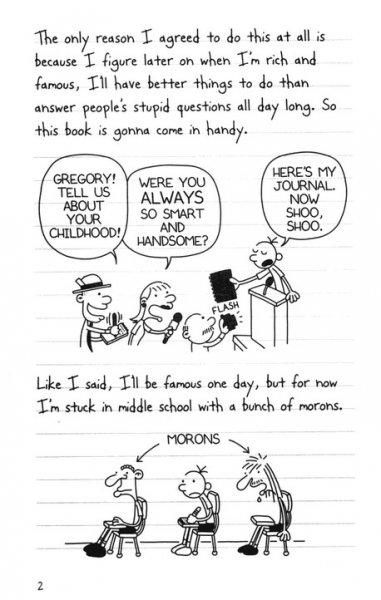 The only reason I agreed to do this at all is
because I figure later on when I'm rich and
famous, I'll have better things to do than
answer people's stupid questions all day long. So
this book is gonna come in handy.
GREGORY!
TELL US
ABOUT
YOUR
CHILDHOOD!
WERE YOU
ALWAYS
SO SMART
AND
HANDSOME?
HERE'S MY
JOURNAL.
NOW
SHOO,
SHOO.
FLASH
Like I said, I'll be famous one day, but for now
I'm stuck in middle school with a bunch of morons.
MORONS
2